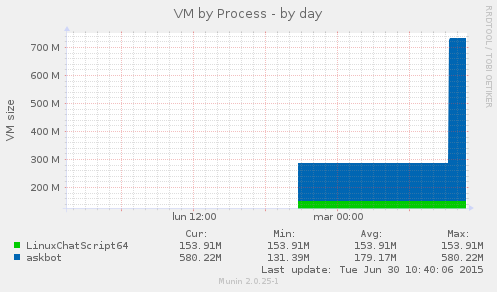 VM by Process - by day
RRDTOOL / TOBI OETIKER
VM size
700 M
600 M
500 M
400 M
300 M
200 M
lun 12:00 mar 00:00
Cur: Min: Avg: Max:
LinuxChatScript64 153.91M 153.91M 153.91M 153.91M
askbot 580.22M 131.39M 179.17M 580.22M
Last update: Tue Jun 30 10:40:06 2015
Munin 2.0.25-1